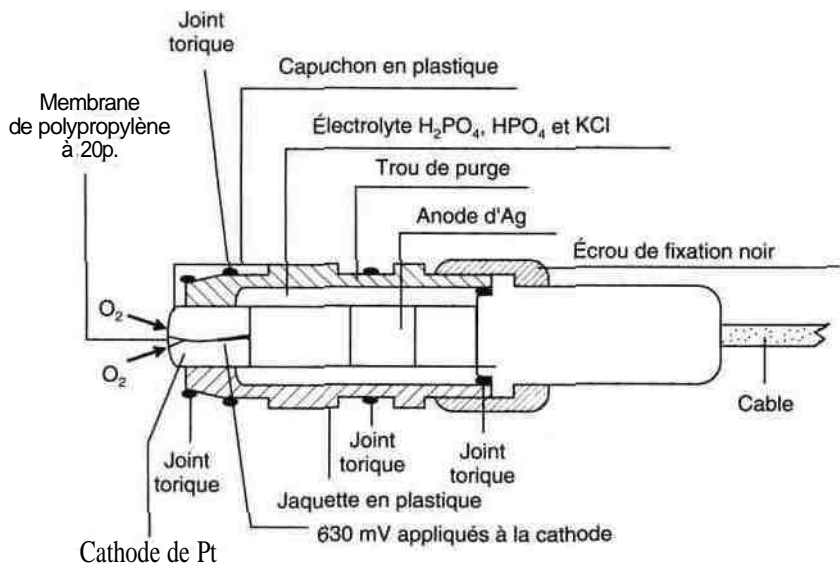 Joint
torique
Capuchon en plastique
Membrane
de polypropylène
à 20p.
Électrolyte H₂PO₄, HPO₄ et KCl
Trou de purge
Anode d'Ag
Écrou de fixation noir
O₂
O₂
Cable
Joint
torique
Joint
torique
Joint
torique
Jaquette en plastique
630 mV appliqués à la cathode
Cathode de Pt